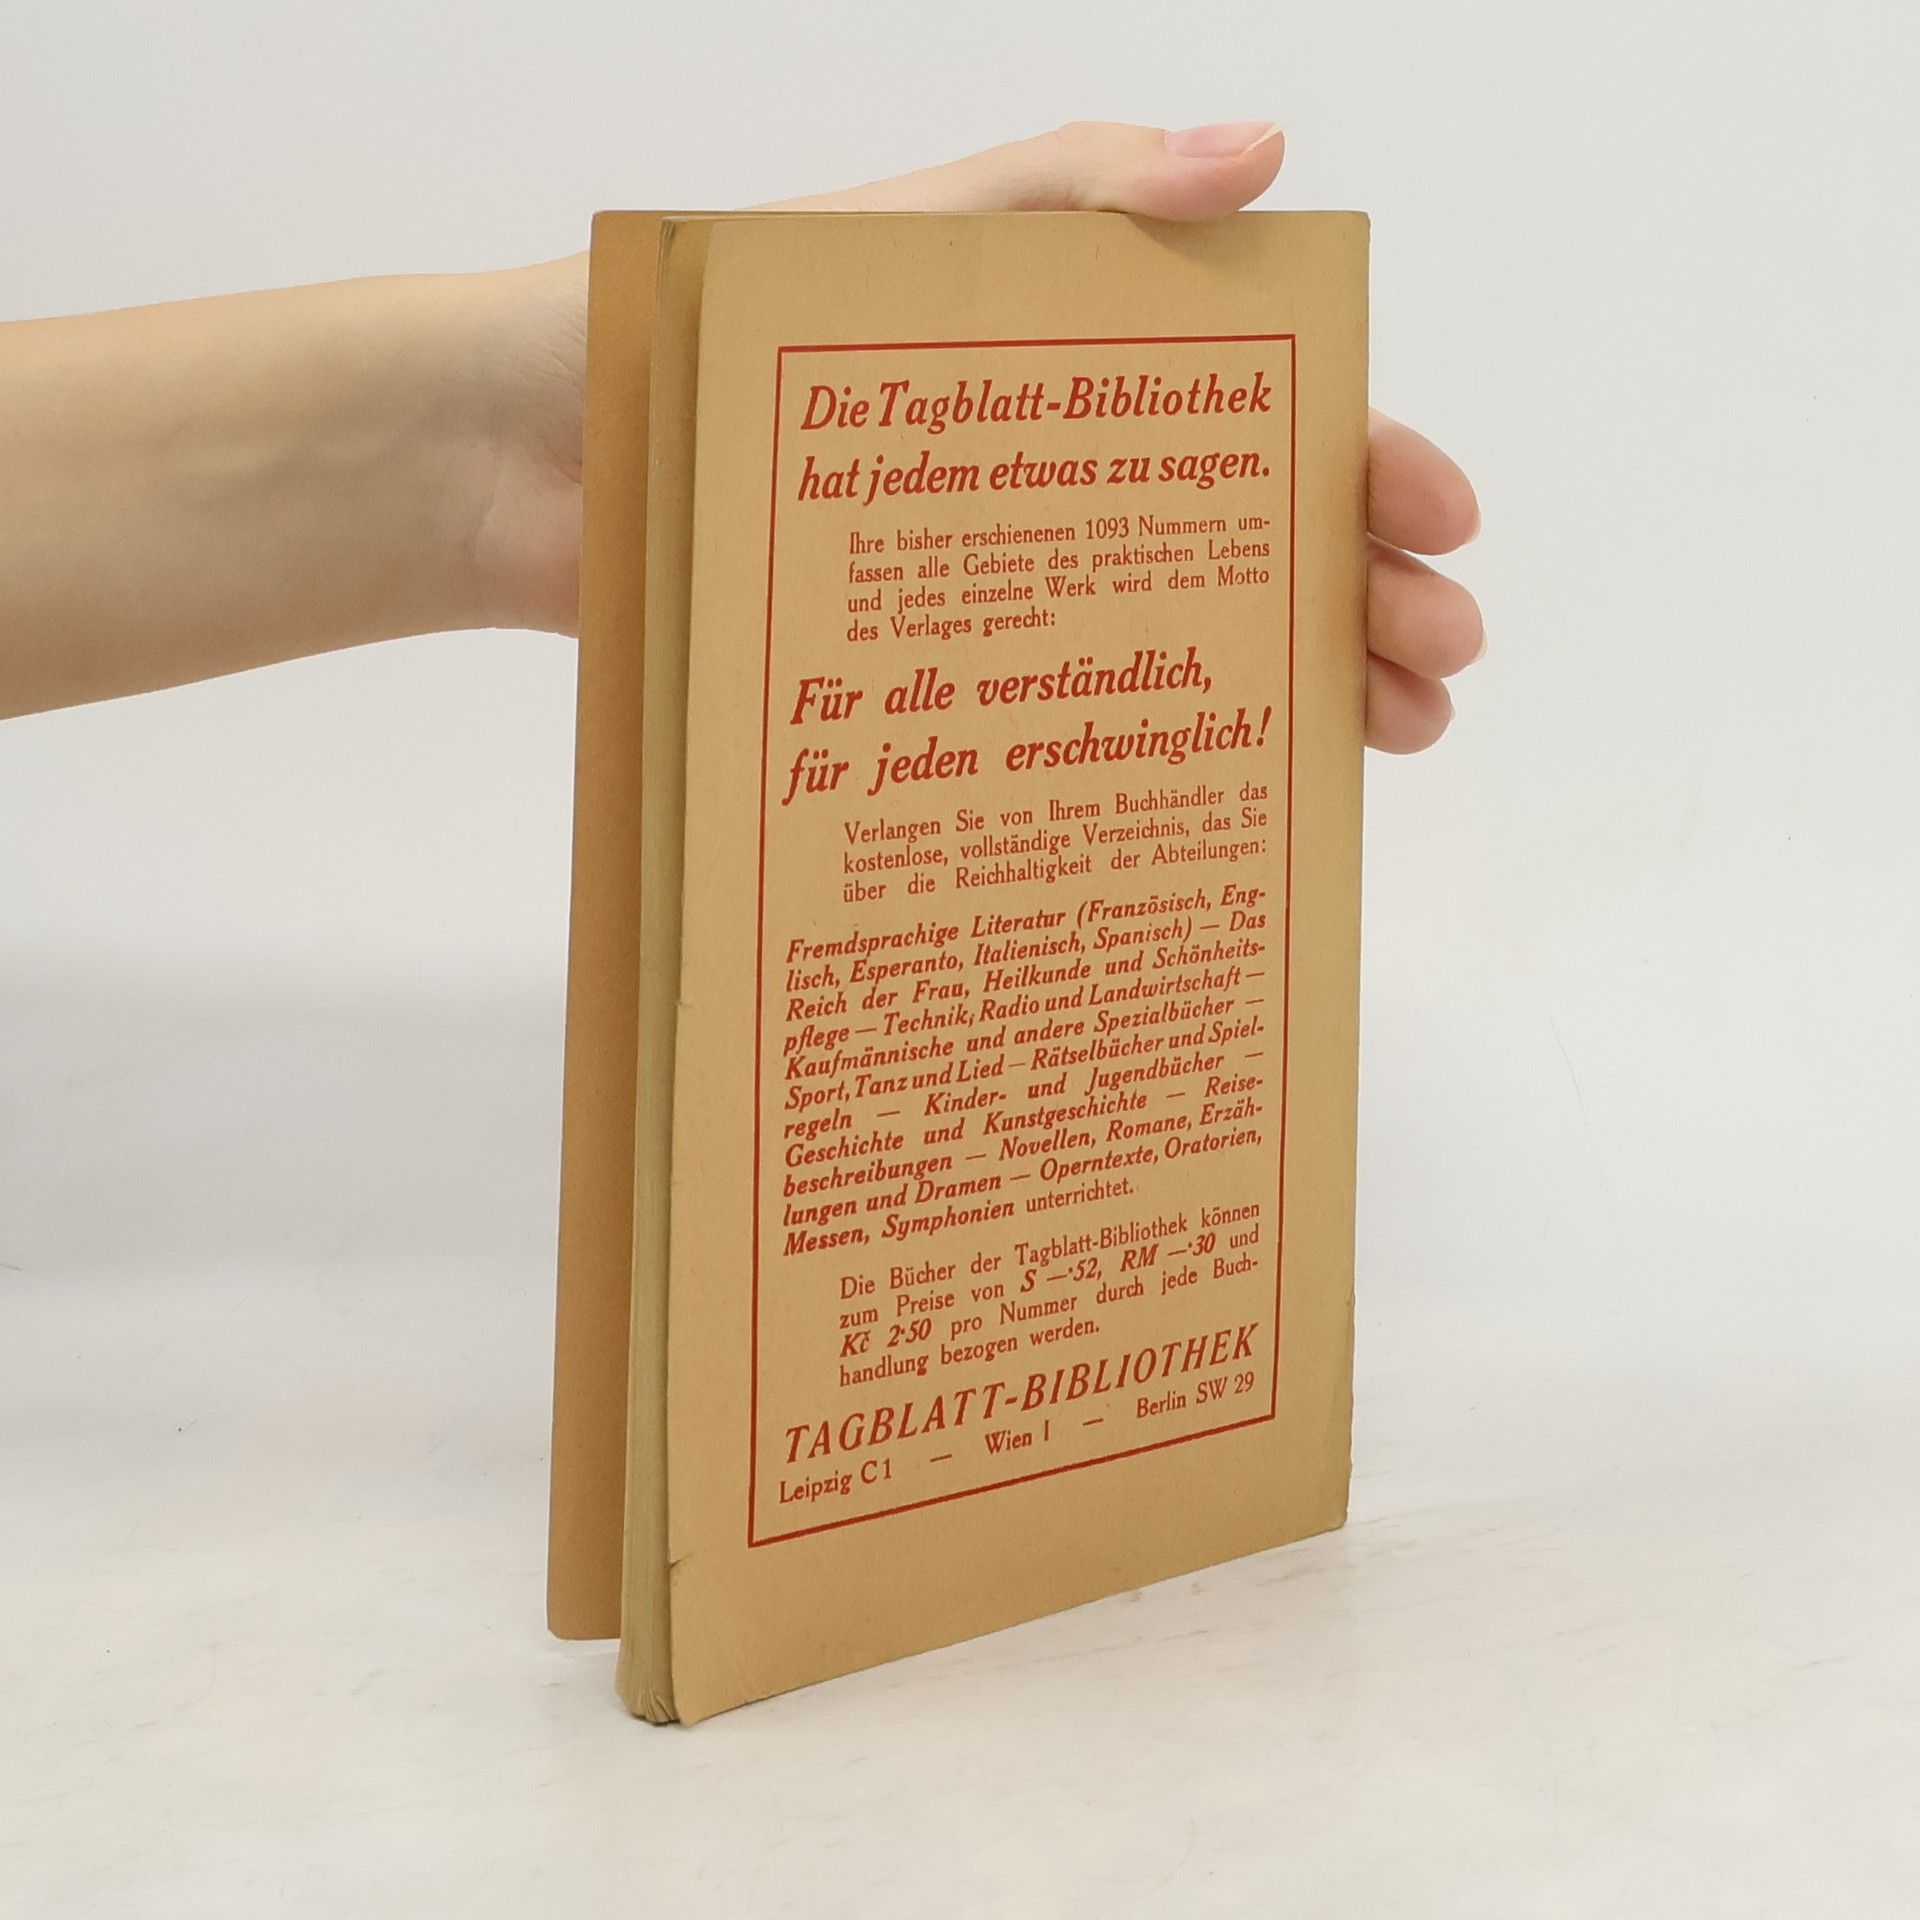 Die Tagblatt-Bibliothek
hat jedem etwas zu sagen.
Ihre bisher erschienenen 1093 Nummern um-
fassen alle Gebiete des praktischen Lebens
und jedes einzelne Werk wird dem Motto
des Verlages gerecht:
Für alle verständlich,
für jeden erschwinglich!
Verlangen Sie von Ihrem Buchhändler das
kostenlose, vollständige Verzeichnis, das Sie
über die Reichhaltigkeit der Abteilungen:
Fremdsprachige Literatur (Französisch, Eng-
lisch, Esperanto, Italienisch, Spanisch) — Das
Reich der Frau, Heilkunde und Schönheits-
pflege — Technik, Radio und Landwirtschaft —
Kaufmännische und andere Spezialbücher —
Sport, Tanz und Lied — Rätselbücher und Spiel-
regeln — Kinder- und Jugendbücher —
Geschichte und Kunstgeschichte — Reise-
beschreibungen — Novellen, Romane, Erzäh-
lungen und Dramen — Operntexte, Oratorien,
Messen, Symphonien unterrichtet.
Die Bücher der Tagblatt-Bibliothek können
zum Preise von S —·52, RM —·30 und
Kč 2·50 pro Nummer durch jede Buch-
handlung bezogen werden.
TAGBLATT-BIBLIOTHEK
Leipzig C 1 — Wien I — Berlin SW 29